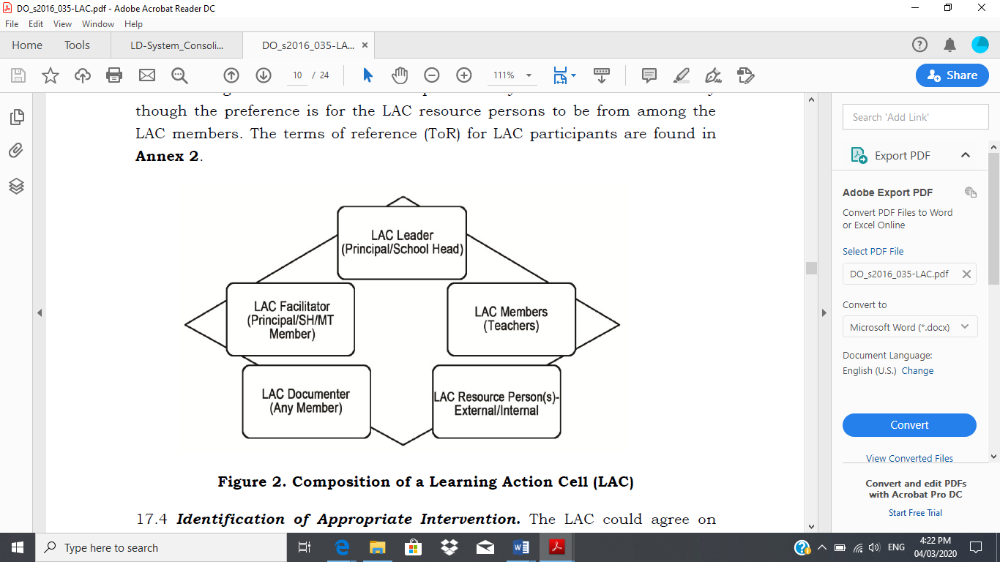 DO_s2016_035-LAC.pdf - Adobe Acrobat Reader DC
File Edit View Window Help
Home Tools LD-System_Consoli... DO_s2016_035-LA... ×
10 / 24 111% Share
though the preference is for the LAC resource persons to be from among the
LAC members. The terms of reference (ToR) for LAC participants are found in
Annex 2.
LAC Leader
(Principal/School Head)
LAC Facilitator
(Principal/SH/MT
Member)
LAC Members
(Teachers)
LAC Documenter
(Any Member)
LAC Resource Person(s)-
External/Internal
Figure 2. Composition of a Learning Action Cell (LAC)
17.4 Identification of Appropriate Intervention. The LAC could agree on
Search 'Add Link'
Export PDF
Adobe Export PDF
Convert PDF Files to Word
or Excel Online
Select PDF File
DO_s2016_035-LAC.pdf
Convert to
Microsoft Word (*.docx)
Document Language:
English (U.S.) Change
Convert
View Converted Files
Convert and edit PDFs
with Acrobat Pro DC
Start Free Trial
Type here to search
ENG
4:22 PM
04/03/2020